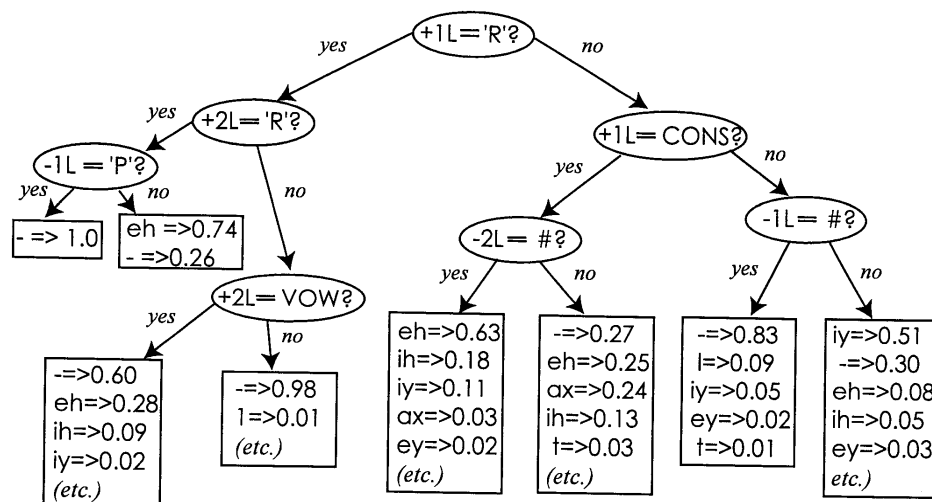 +1L='R'?
yes
no
+2L='R'?
+1L= CONS?
yes
no
yes
no
-1L ='P'?
-2L= #?
-1L= #?
yes
no
yes
no
yes
no
- => 1.0
eh =>0.74
- =>0.26
+2L= VOW?
yes
no
-=>0.60
eh=>0.28
ih=>0.09
iy=>0.02
(etc.)
-=>0.98
1=>0.01
(etc.)
eh=>0.63
ih=>0.18
iy=>0.11
ax=>0.03
ey=>0.02
(etc.)
-=>0.27
eh=>0.25
ax=>0.24
ih=>0.13
t=>0.03
(etc.)
-=>0.83
l=>0.09
iy=>0.05
ey=>0.02
t=>0.01
iy=>0.51
-=>0.30
eh=>0.08
ih=>0.05
ey=>0.03
etc.)